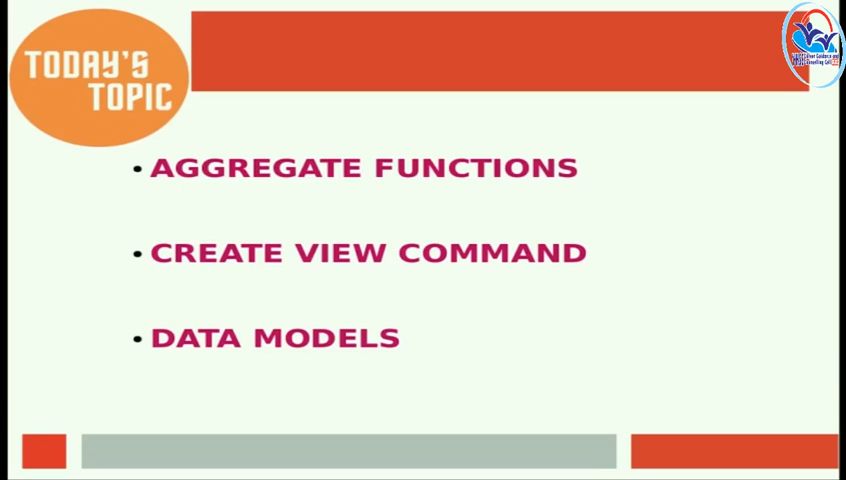 TODAY'S
TOPIC
• AGGREGATE FUNCTIONS
• CREATE VIEW COMMAND
• DATA MODELS